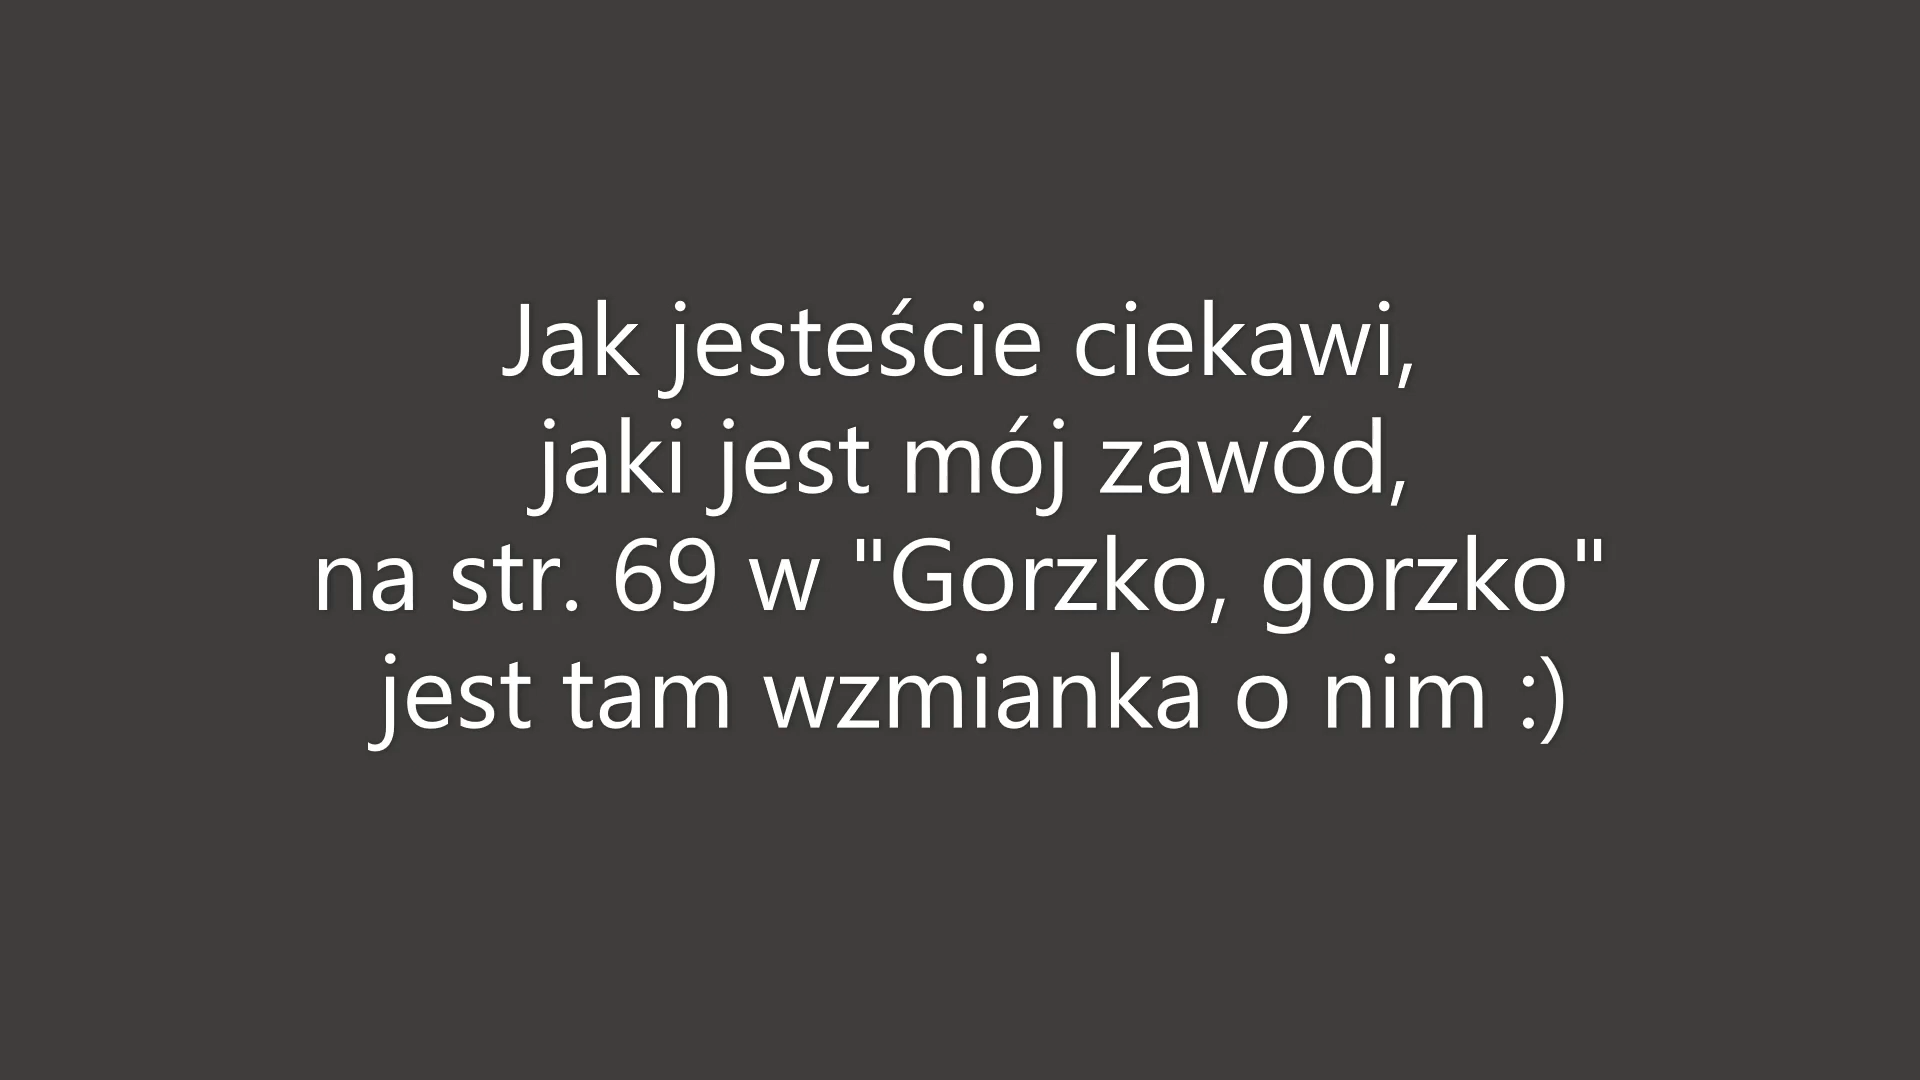 Jak jesteście ciekawi,
jaki jest mój zawód,
na str. 69 w "Gorzko, gorzko"
jest tam wzmianka o nim :)